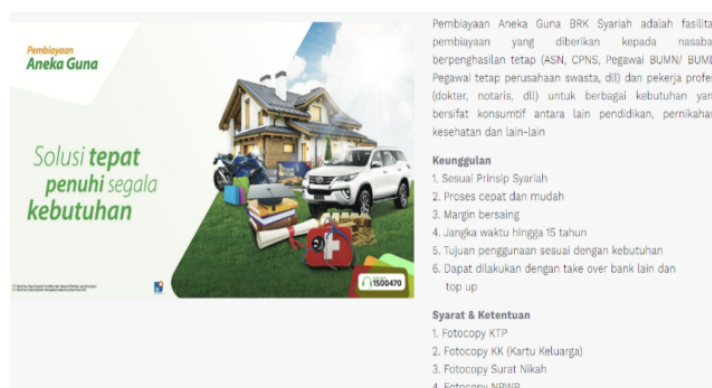 Pembiayaan
Aneka Guna
Solusi tepat
penuhi segala
kebutuhan
1500470
Pembiayaan Aneka Guna BRK Syariah adalah fasilita
pembiayaan yang diberikan kepada nasaba
berpenghasilan tetap (ASN, CPNS, Pegawai BUMN/ BUMD
Pegawai tetap perusahaan swasta, dll) dan pekerja profe
(dokter, notaris, dll) untuk berbagai kebutuhan yan
bersifat konsumtif antara lain pendidikan, pernikahan
kesehatan dan lain-lain
Keunggulan
1. Sesuai Prinsip Syariah
2. Proses cepat dan mudah
3. Margin bersaing
4. Jangka waktu hingga 15 tahun
5. Tujuan penggunaan sesuai dengan kebutuhan
6. Dapat dilakukan dengan take over bank lain dan
top up
Syarat & Ketentuan
1. Fotocopy KTP
2. Fotocopy KK (Kartu Keluarga)
3. Fotocopy Surat Nikah
4. Fotocopy NPWP